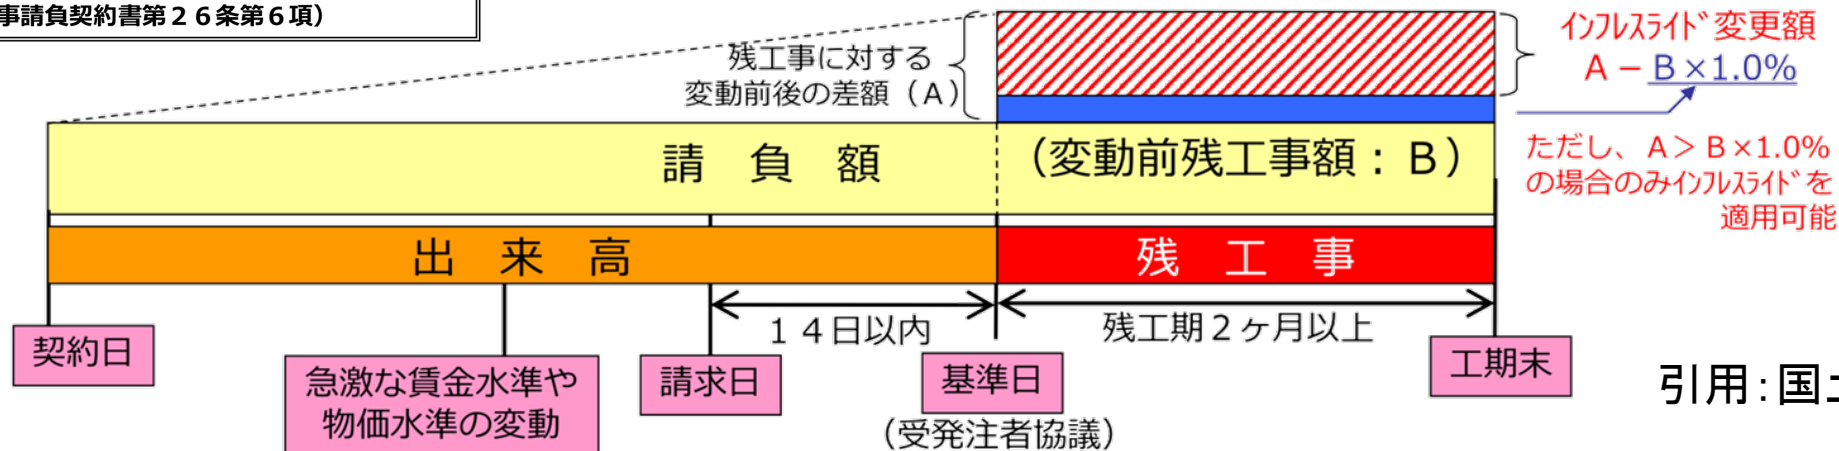 事請負契約書第２６条第６項）
残工事に対する
変動前後の差額（A）
インフレスライド変更額
A－B×1.0%
請　負　額
（変動前残工事額：B）
ただし、A＞B×1.0%
の場合のみインフレスライドを
適用可能
出　来　高
残　工　事
１４日以内
残工期２ヶ月以上
契約日
急激な賃金水準や
物価水準の変動
請求日
基準日
（受発注者協議）
工期末
引用：国土